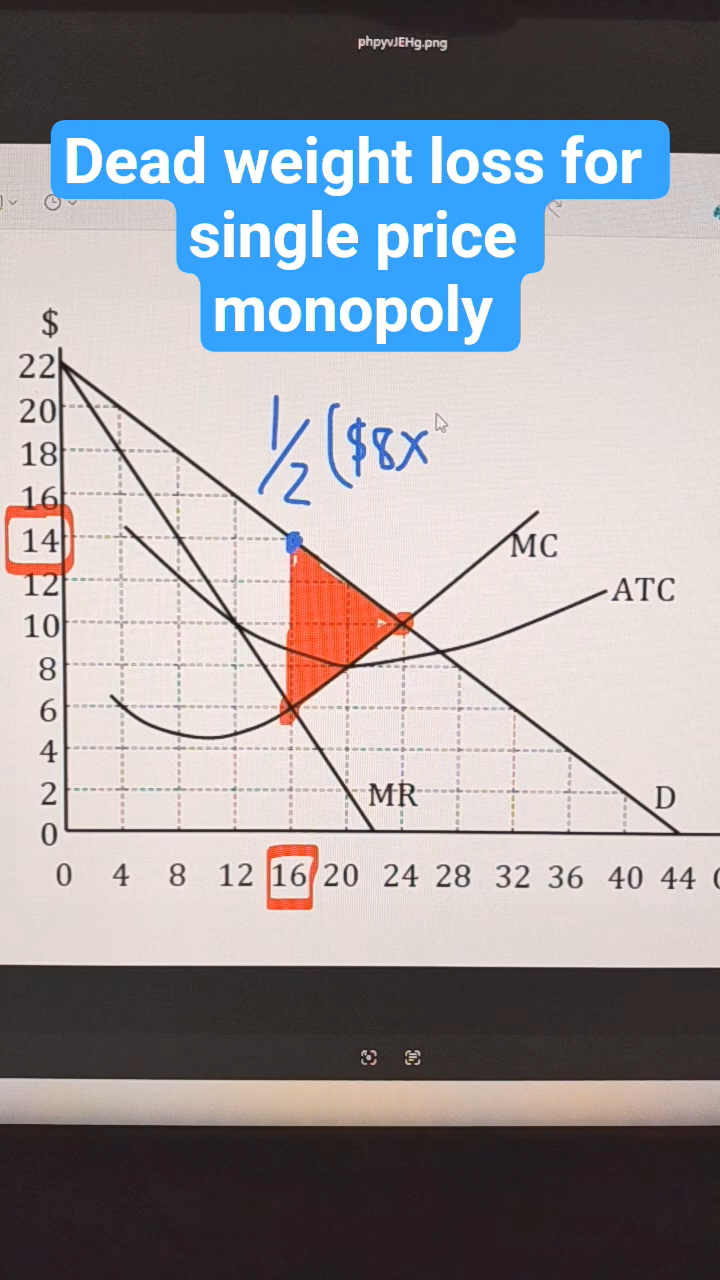 phpyvJEHg.png
Dead weight loss for
single price
monopoly
$
22
20
18
16
14
12
10
8
6
4
2
0
1/2 ($8x
MC
ATC
MR
D
0 4 8 12 16 20 24 28 32 36 40 44